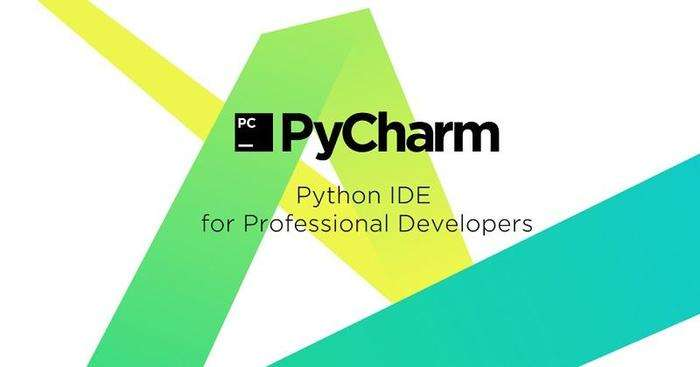 PC PyCharm
Python IDE
for Professional Developers